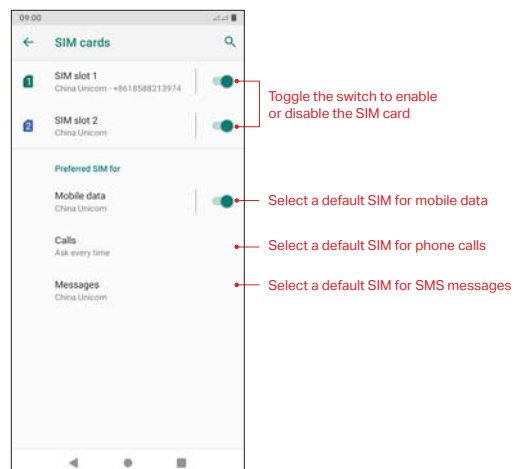 09:00
SIM cards
1
SIM slot 1
China Unicom - +8618588213974
Toggle the switch to enable
or disable the SIM card
2
SIM slot 2
China Unicom
Preferred SIM for
Mobile data
China Unicom
Select a default SIM for mobile data
Calls
Ask every time
Select a default SIM for phone calls
Messages
China Unicom
Select a default SIM for SMS messages